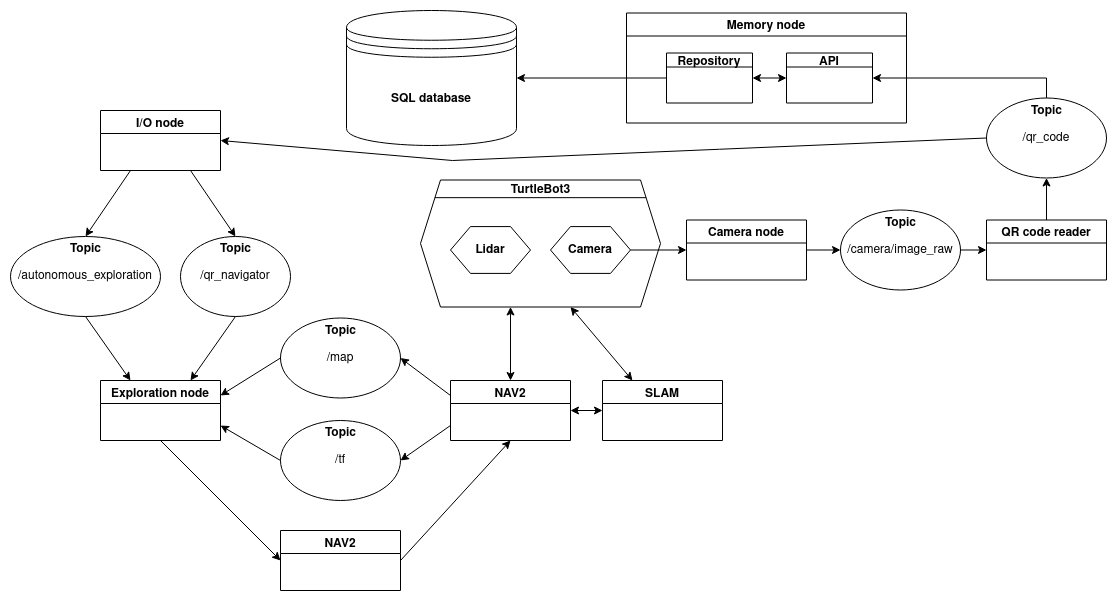 Memory node
Repository
API
SQL database
Topic
/qr_code
I/O node
TurtleBot3
Lidar
Camera
Camera node
Topic
/camera/image_raw
QR code reader
Topic
/autonomous_exploration
Topic
/qr_navigator
Topic
/map
Exploration node
NAV2
SLAM
Topic
/tf
NAV2